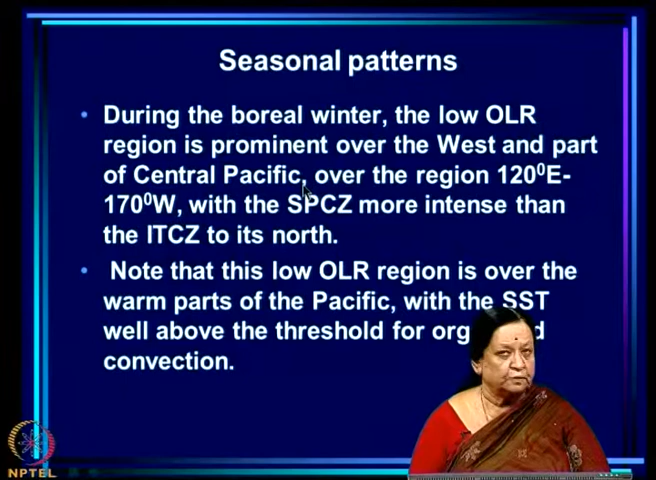 Seasonal patterns
• During the boreal winter, the low OLR
region is prominent over the West and part
of Central Pacific, over the region 120⁰E-
170⁰W, with the SPCZ more intense than
the ITCZ to its north.
• Note that this low OLR region is over the
warm parts of the Pacific, with the SST
well above the threshold for
convection.
NPTEL